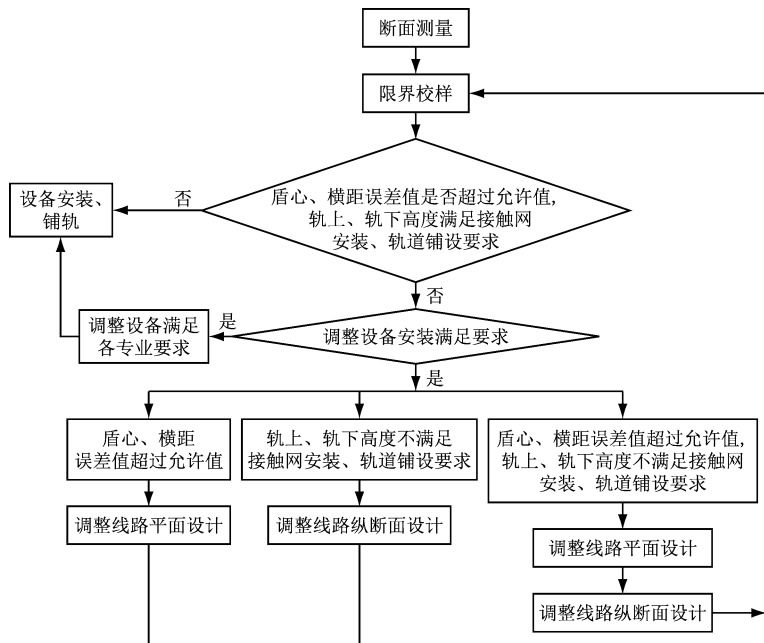 断面测量
限界校样
盾心、横距误差值是否超过允许值,
轨上、轨下高度满足接触网
安装、轨道铺设要求
否
设备安装、
铺轨
否
调整设备安装满足要求
是
调整设备满足
各专业要求
是
盾心、横距
误差值超过允许值
轨上、轨下高度不满足
接触网安装、轨道铺设要求
盾心、横距误差值超过允许值,
轨上、轨下高度不满足接触网
安装、轨道铺设要求
调整线路平面设计
调整线路纵断面设计
调整线路平面设计
调整线路纵断面设计